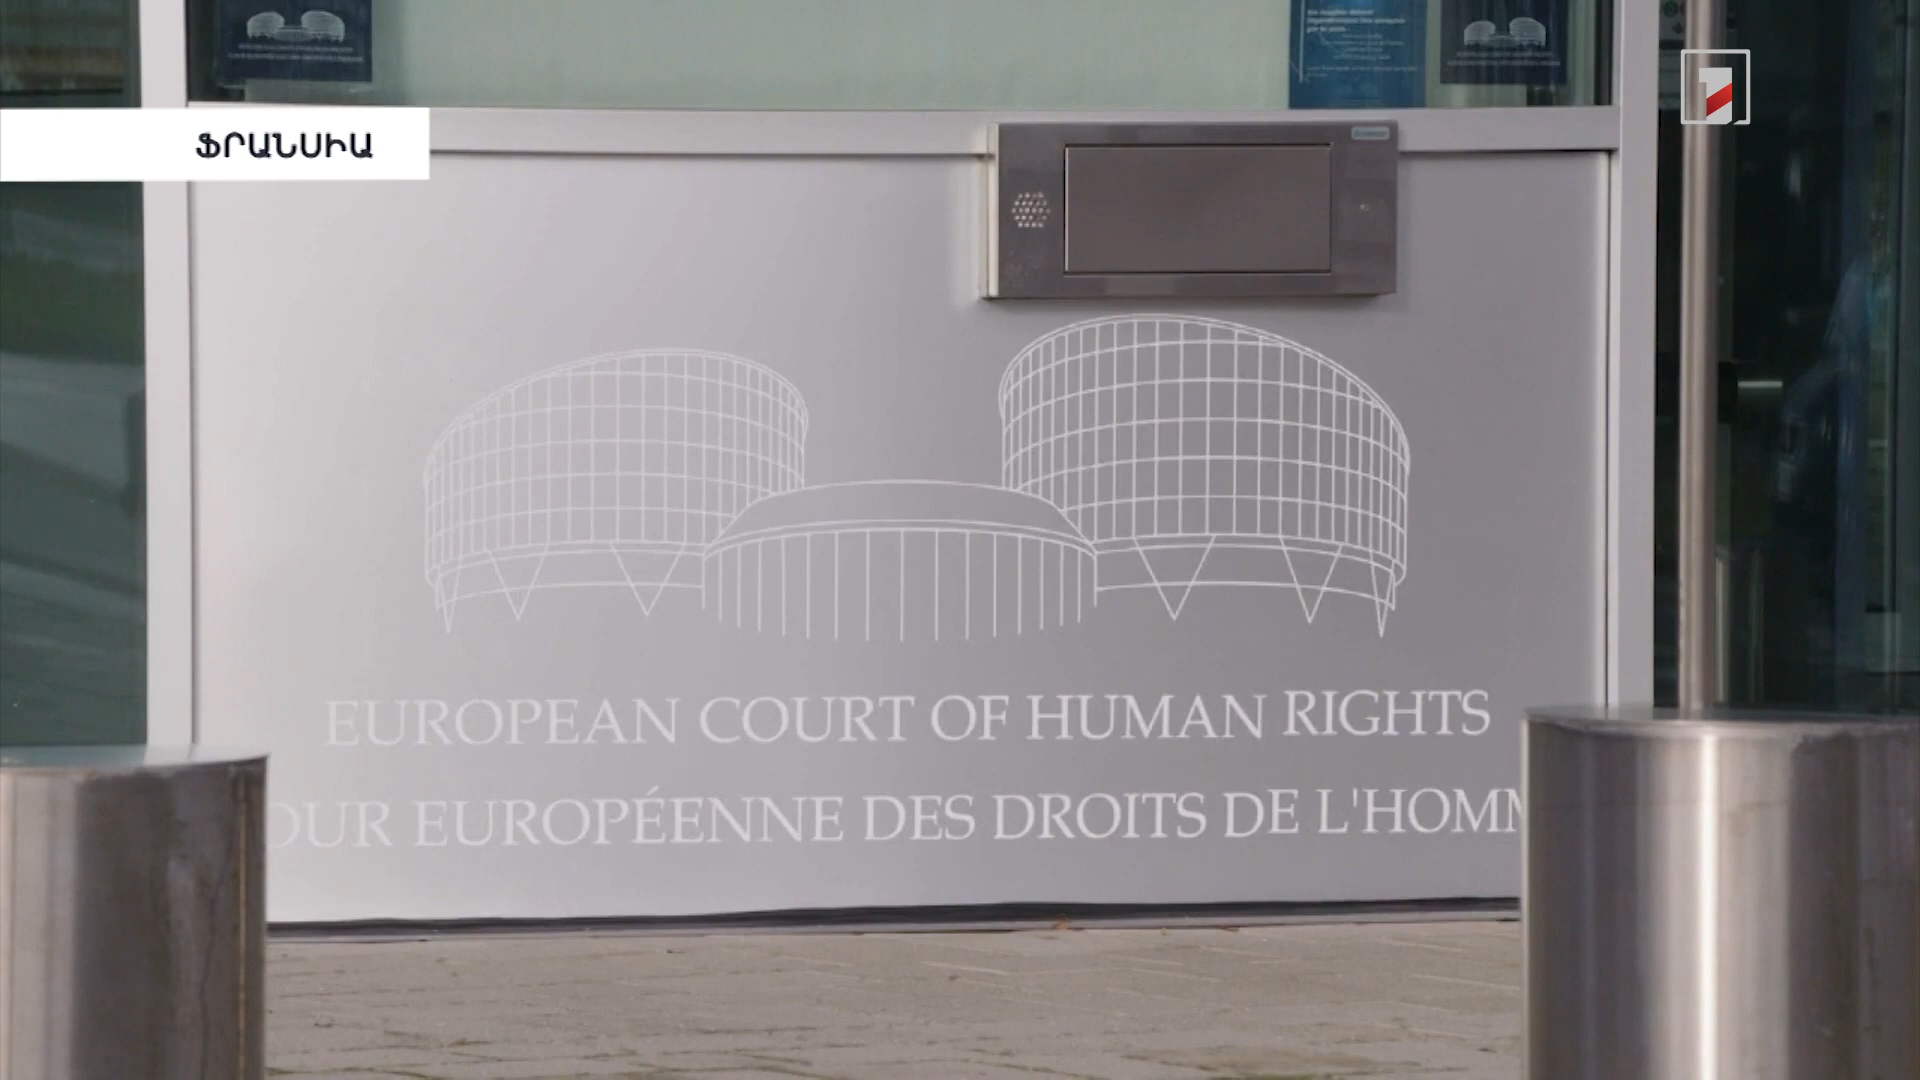 ՖՐԱՆՍԻԱ
EUROPEAN COURT OF HUMAN RIGHTS
OUR EUROPÉENNE DES DROITS DE L'HOMM